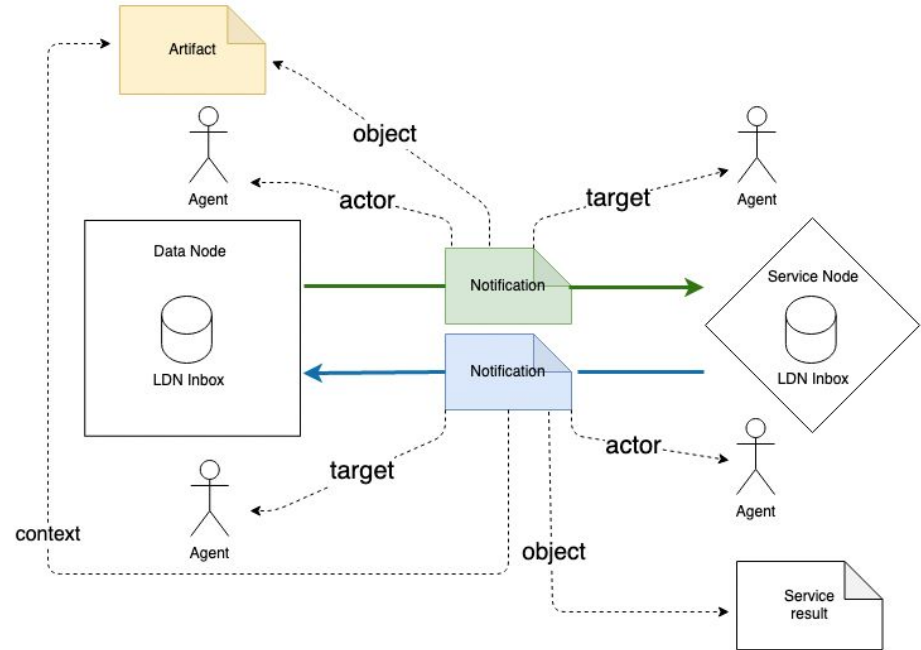 Artifact
object
Agent
actor
target
Agent
Data Node
LDN Inbox
Notification
Service Node
LDN Inbox
Notification
target
actor
Agent
Agent
context
object
Service
result